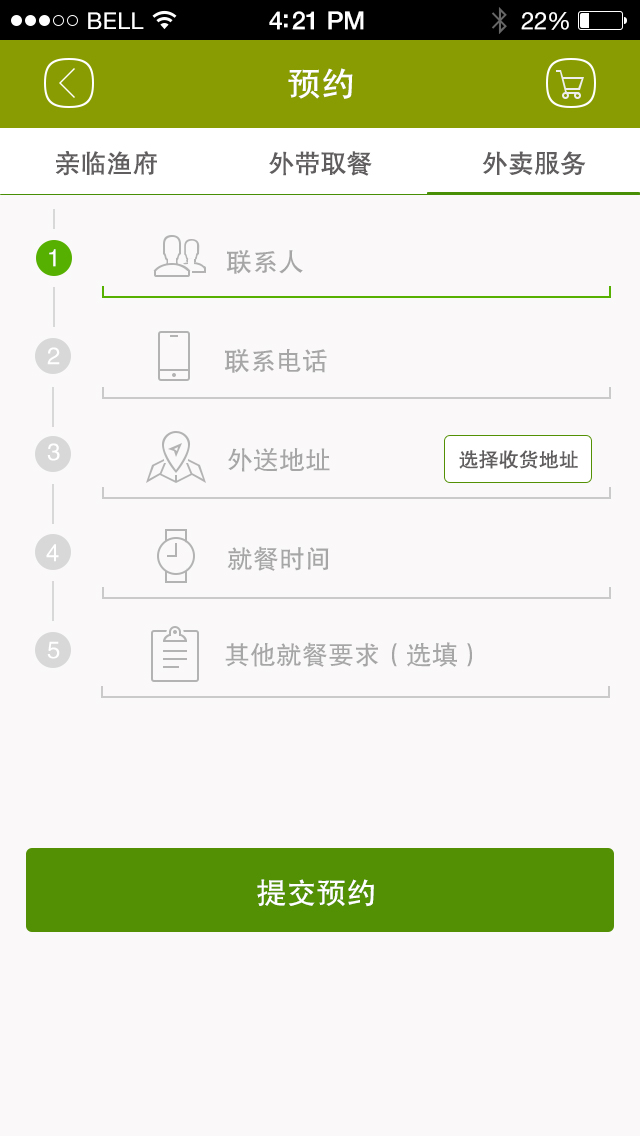 BELL 4:21 PM 22%
预约
亲临渔府 外带取餐 外卖服务
1 联系人
2 联系电话
3 外送地址 选择收货地址
4 就餐时间
5 其他就餐要求（选填）
提交预约